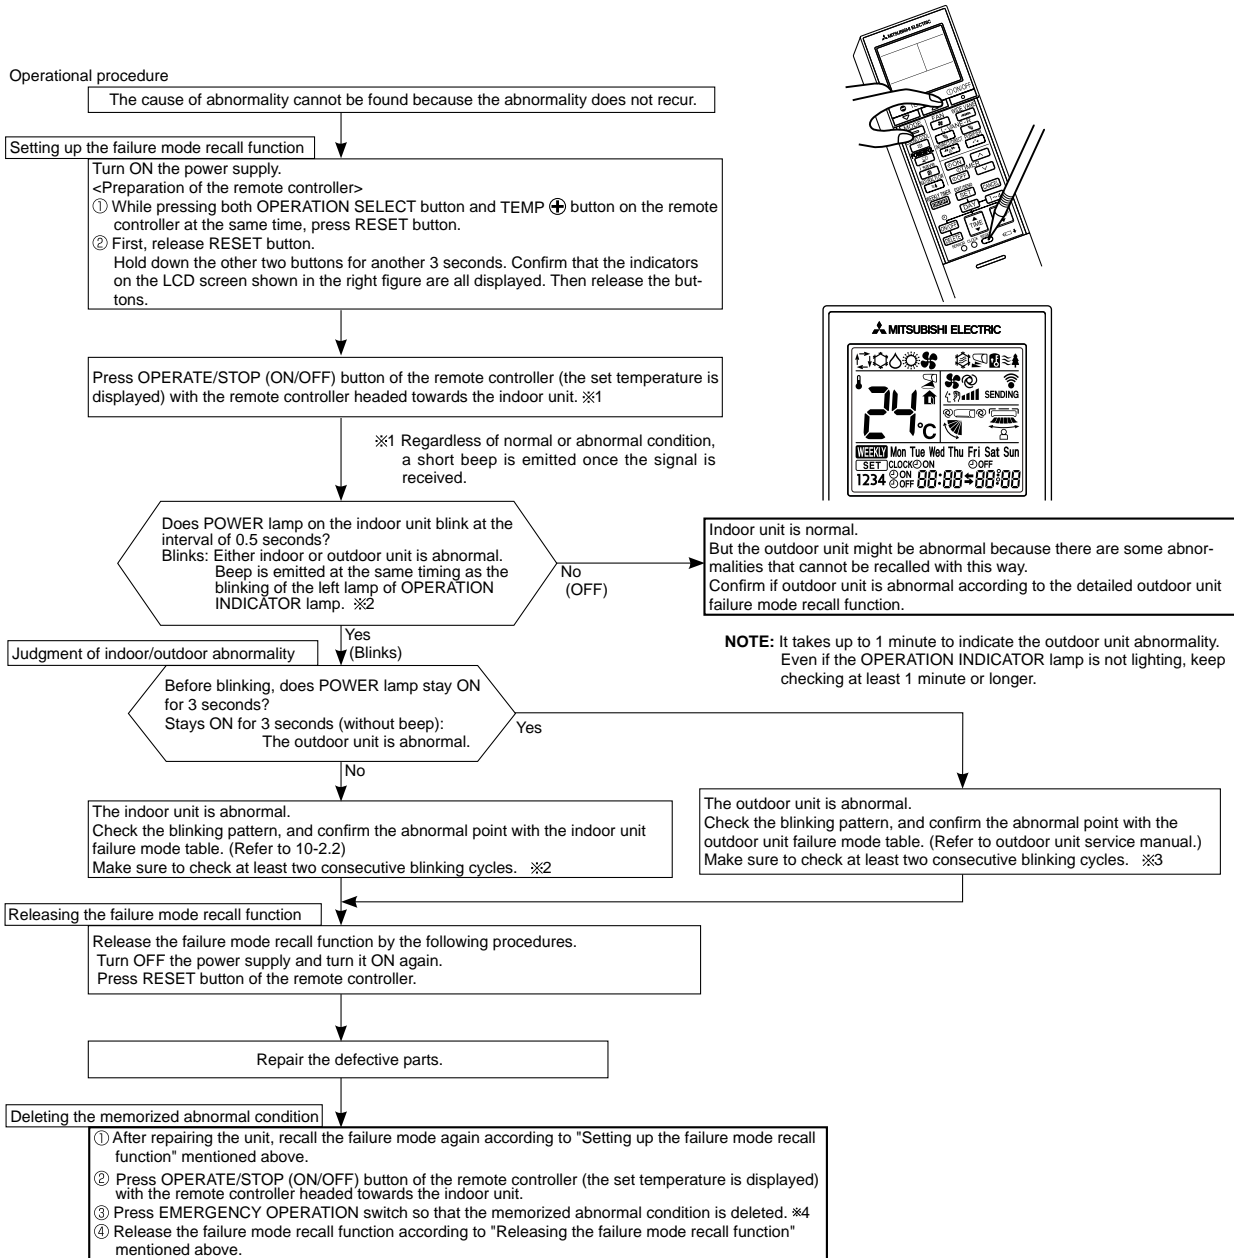 Operational procedure
The cause of abnormality cannot be found because the abnormality does not recur.
Setting up the failure mode recall function
Turn ON the power supply.
<Preparation of the remote controller>
① While pressing both OPERATION SELECT button and TEMP ⊕ button on the remote
controller at the same time, press RESET button.
② First, release RESET button.
Hold down the other two buttons for another 3 seconds. Confirm that the indicators
on the LCD screen shown in the right figure are all displayed. Then release the but-
tons.
MITSUBISHI ELECTRIC
MITSUBISHI ELECTRIC
SENDING
24°C
WEEKLY Mon Tue Wed Thu Fri Sat Sun
SET CLOCK ON OFF
1234 ON OFF 88:88 88:88
Press OPERATE/STOP (ON/OFF) button of the remote controller (the set temperature is
displayed) with the remote controller headed towards the indoor unit. ※1
※1 Regardless of normal or abnormal condition,
a short beep is emitted once the signal is
received.
Does POWER lamp on the indoor unit blink at the
interval of 0.5 seconds?
Blinks: Either indoor or outdoor unit is abnormal.
Beep is emitted at the same timing as the
blinking of the left lamp of OPERATION
INDICATOR lamp. ※2
No
(OFF)
Indoor unit is normal.
But the outdoor unit might be abnormal because there are some abnor-
malities that cannot be recalled with this way.
Confirm if outdoor unit is abnormal according to the detailed outdoor unit
failure mode recall function.
NOTE: It takes up to 1 minute to indicate the outdoor unit abnormality.
Even if the OPERATION INDICATOR lamp is not lighting, keep
checking at least 1 minute or longer.
Yes
(Blinks)
Judgment of indoor/outdoor abnormality
Before blinking, does POWER lamp stay ON
for 3 seconds?
Stays ON for 3 seconds (without beep):
The outdoor unit is abnormal.
Yes
No
The indoor unit is abnormal.
Check the blinking pattern, and confirm the abnormal point with the indoor unit
failure mode table. (Refer to 10-2.2)
Make sure to check at least two consecutive blinking cycles. ※2
The outdoor unit is abnormal.
Check the blinking pattern, and confirm the abnormal point with the
outdoor unit failure mode table. (Refer to outdoor unit service manual.)
Make sure to check at least two consecutive blinking cycles. ※3
Releasing the failure mode recall function
Release the failure mode recall function by the following procedures.
Turn OFF the power supply and turn it ON again.
Press RESET button of the remote controller.
Repair the defective parts.
Deleting the memorized abnormal condition
① After repairing the unit, recall the failure mode again according to "Setting up the failure mode recall
function" mentioned above.
② Press OPERATE/STOP (ON/OFF) button of the remote controller (the set temperature is displayed)
with the remote controller headed towards the indoor unit.
③ Press EMERGENCY OPERATION switch so that the memorized abnormal condition is deleted. ※4
④ Release the failure mode recall function according to "Releasing the failure mode recall function"
mentioned above.